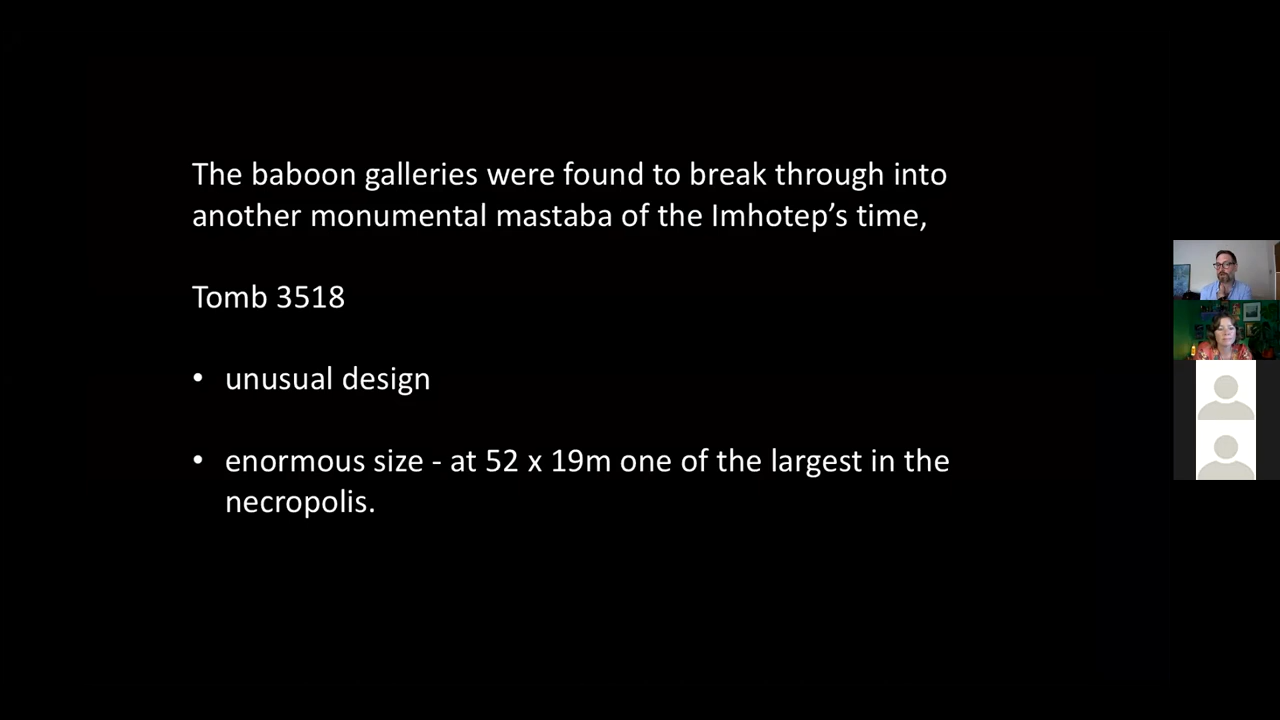 The baboon galleries were found to break through into
another monumental mastaba of the Imhotep’s time,
Tomb 3518
• unusual design
• enormous size - at 52 x 19m one of the largest in the
necropolis.